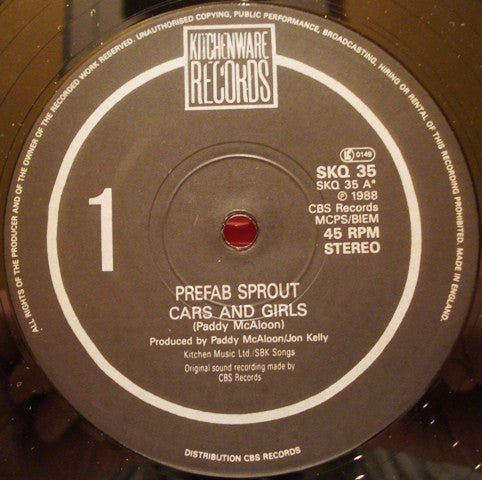 ALL RIGHTS OF THE PRODUCER AND OF THE OWNER OF THE RECORDED WORK RESERVED. UNAUTHORISED COPYING, PUBLIC PERFORMANCE, BROADCASTING, HIRING OR RENTAL OF THIS RECORDING PROHIBITED. MADE IN ENGLAND.
KITCHENWARE
RECORDS
1
K 0149
SKQ 35
SKQ 35 A*
℗ 1988
CBS Records
MCPS/BIEM
45 RPM
STEREO
PREFAB SPROUT
CARS AND GIRLS
(Paddy McAloon)
Produced by Paddy McAloon/Jon Kelly
Kitchen Music Ltd./SBK Songs
Original sound recording made by
CBS Records
DISTRIBUTION CBS RECORDS